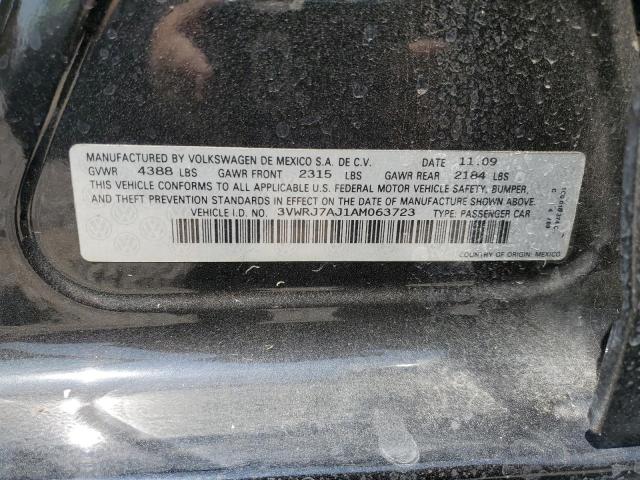 MANUFACTURED BY VOLKSWAGEN DE MEXICO S.A. DE C.V. DATE 11.09
GVWR 4388 LBS GAWR FRONT 2315 LBS GAWR REAR 2184 LBS
THIS VEHICLE CONFORMS TO ALL APPLICABLE U.S. FEDERAL MOTOR VEHICLE SAFETY, BUMPER,
AND THEFT PREVENTION STANDARDS IN EFFECT ON THE DATE OF MANUFACTURE SHOWN ABOVE.
VEHICLE I.D. NO. 3VWRJ7AJ1AM063723 TYPE: PASSENGER CAR
COUNTRY OF ORIGIN: MEXICO